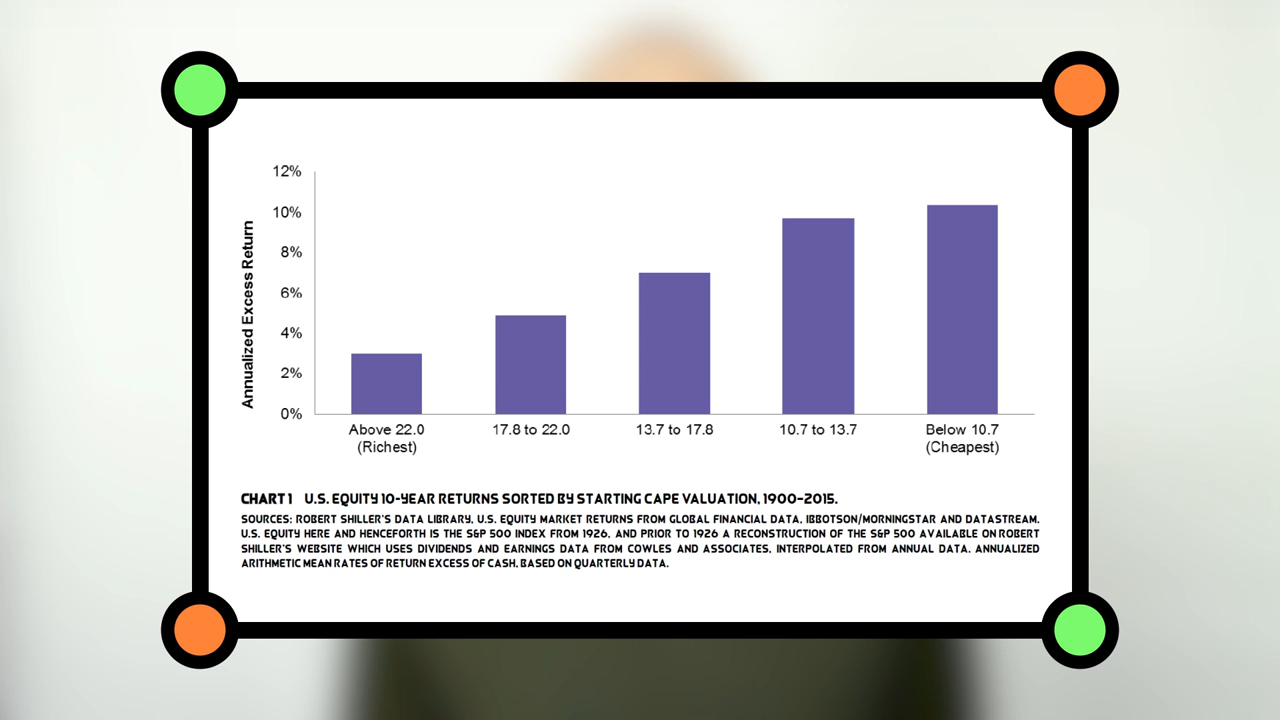 12%
10%
8%
6%
4%
2%
0%
Annualized Excess Return
Above 22.0 17.8 to 22.0 13.7 to 17.8 10.7 to 13.7 Below 10.7
(Richest) (Cheapest)
CHART 1 U.S. EQUITY 10-YEAR RETURNS SORTED BY STARTING CAPE VALUATION, 1900-2015.
SOURCES: ROBERT SHILLER'S DATA LIBRARY, U.S. EQUITY MARKET RETURNS FROM GLOBAL FINANCIAL DATA, IBBOTSON/MORNINGSTAR AND DATASTREAM.
U.S. EQUITY HERE AND HENCEFORTH IS THE S&P 500 INDEX FROM 1926, AND PRIOR TO 1926 A RECONSTRUCTION OF THE S&P 500 AVAILABLE ON ROBERT
SHILLER'S WEBSITE WHICH USES DIVIDENDS AND EARNINGS DATA FROM COWLES AND ASSOCIATES, INTERPOLATED FROM ANNUAL DATA. ANNUALIZED
ARITHMETIC MEAN RATES OF RETURN EXCESS OF CASH, BASED ON QUARTERLY DATA.